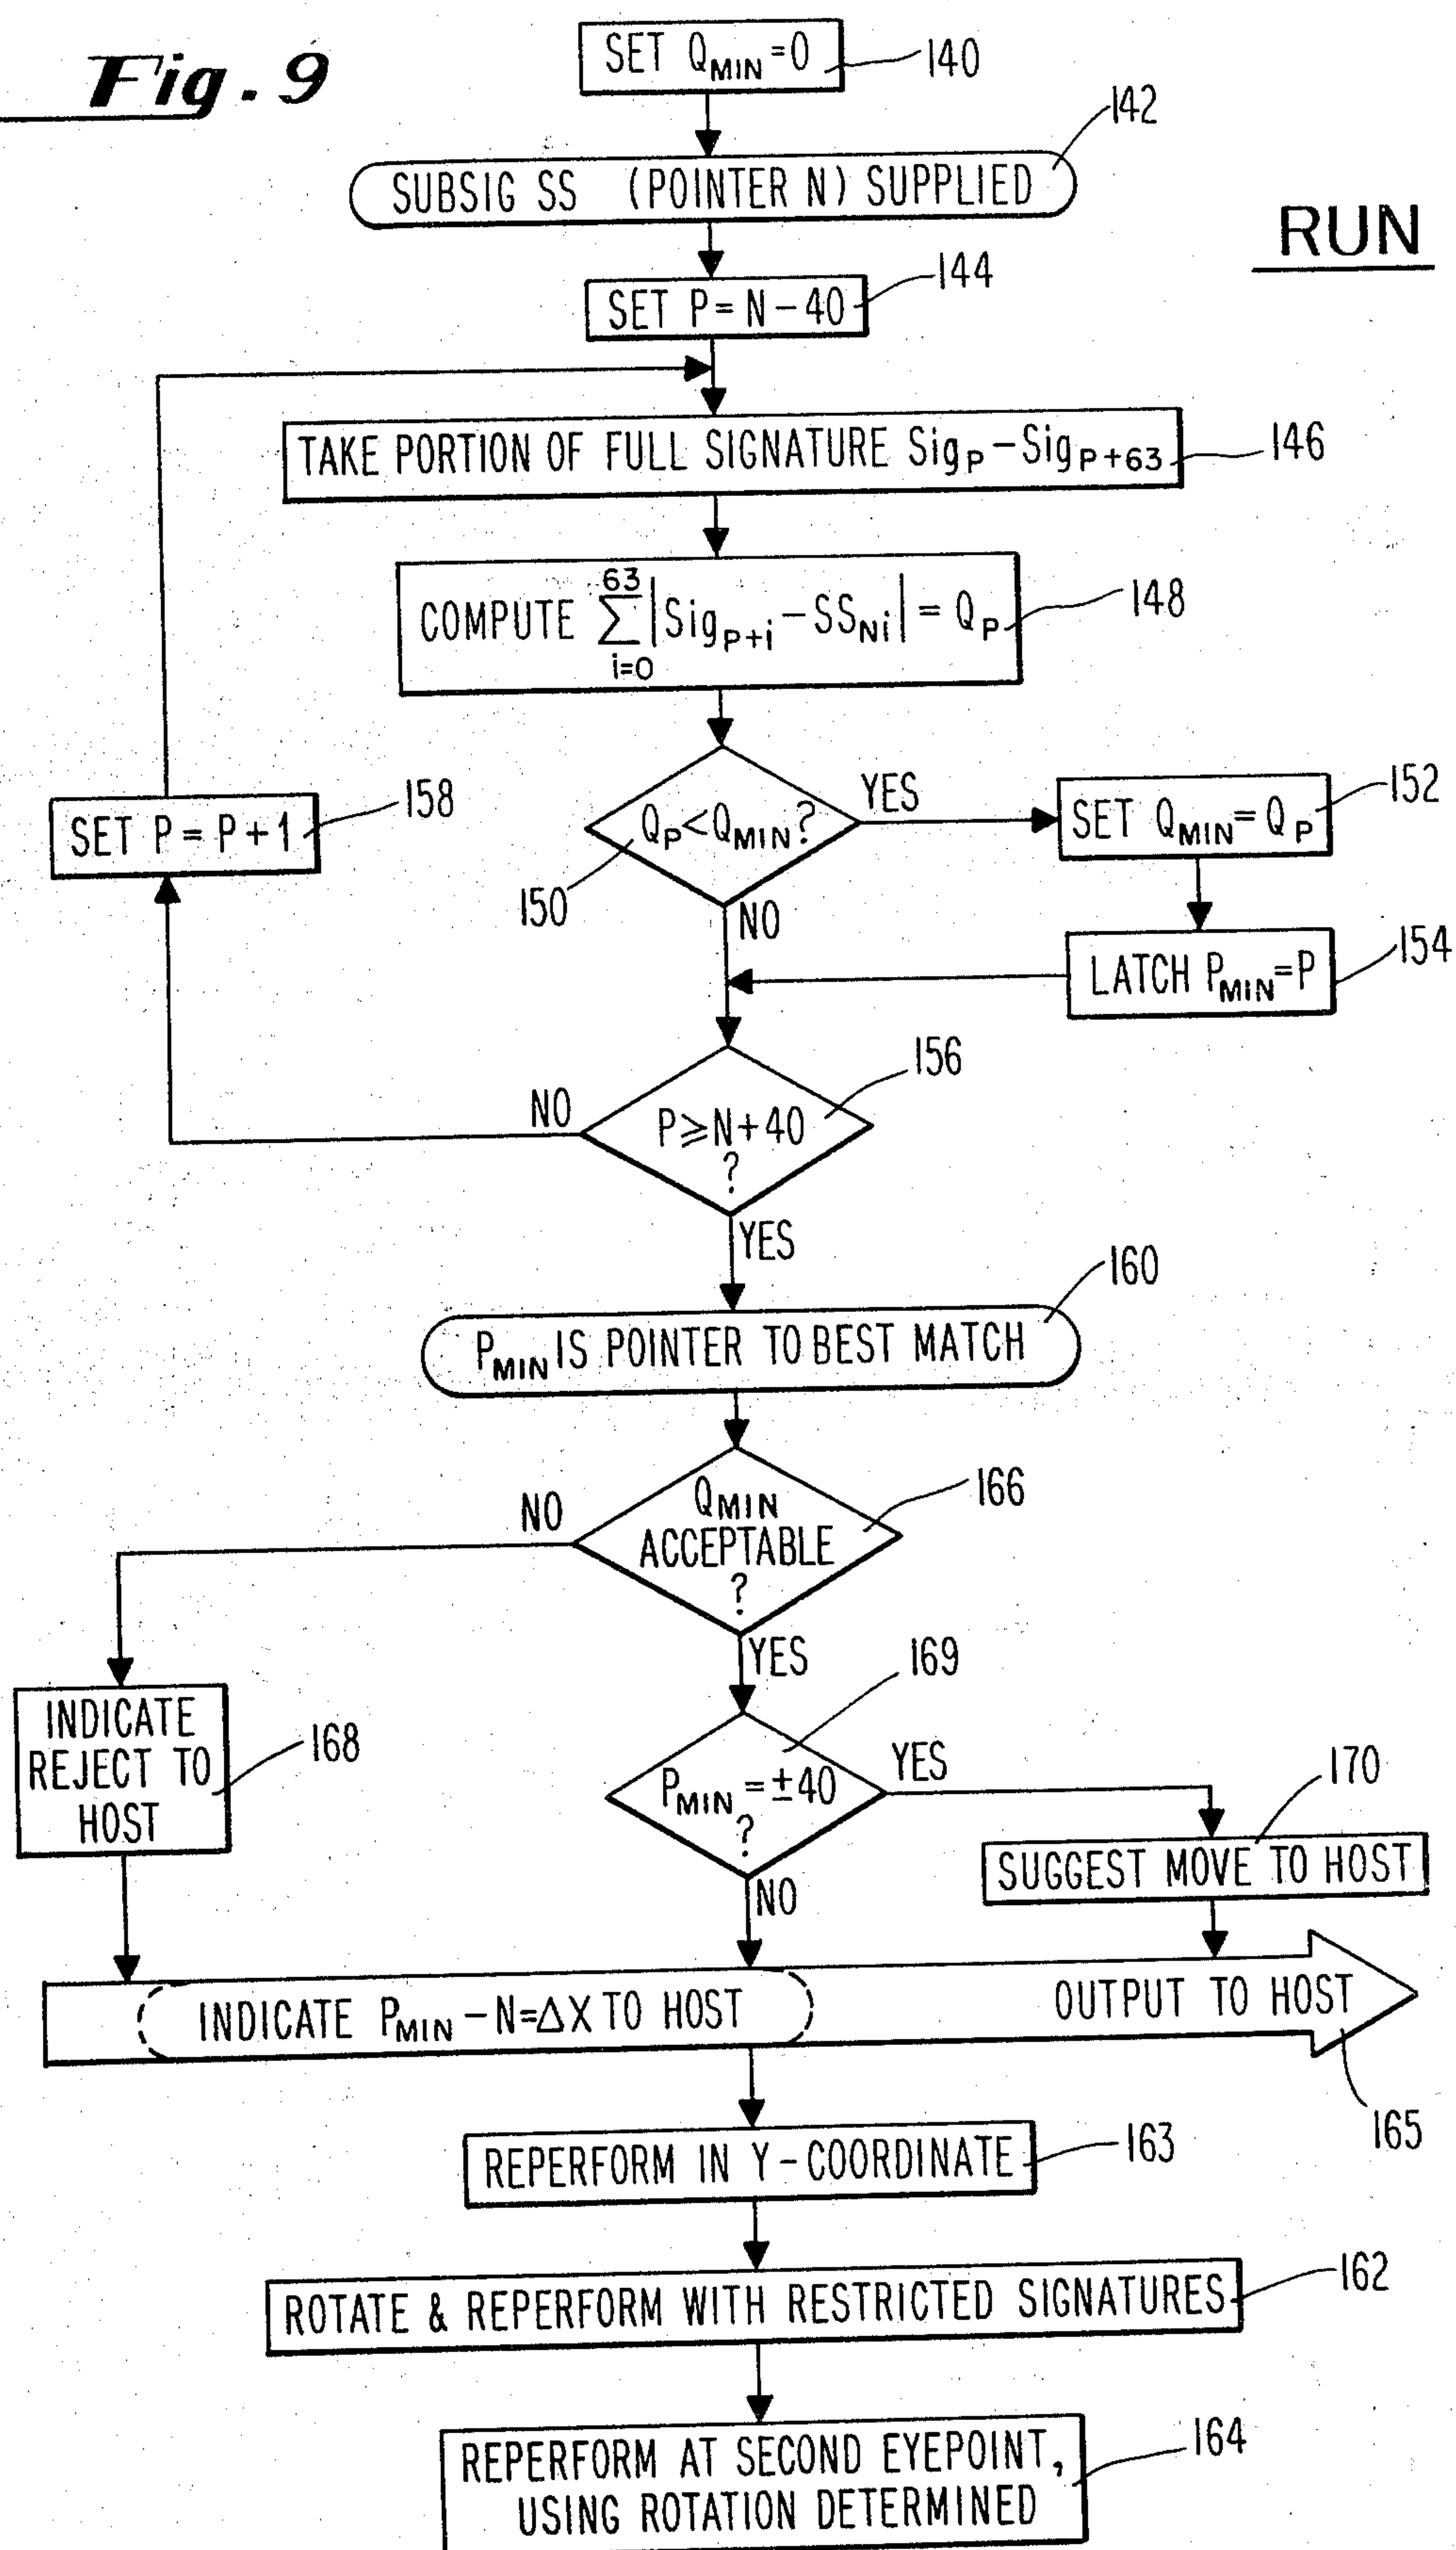 Fig. 9
SET QMIN=0
140
142
SUBSIG SS (POINTER N) SUPPLIED
RUN
144
SET P=N-40
TAKE PORTION OF FULL SIGNATURE SigP-SigP+63
146
COMPUTE 63 Σ i=0 |SigP+i-SSNi|=QP
148
QP<QMIN?
YES
150
NO
SET QMIN=QP
152
SET P=P+1
158
LATCH PMIN=P
154
156
P≥N+40
?
NO
YES
160
PMIN IS POINTER TO BEST MATCH
QMIN
ACCEPTABLE
?
166
NO
YES
169
INDICATE
REJECT TO
HOST
168
PMIN=±40
?
YES
NO
170
SUGGEST MOVE TO HOST
INDICATE PMIN-N=ΔX TO HOST
OUTPUT TO HOST
165
REPERFORM IN Y-COORDINATE
163
ROTATE & REPERFORM WITH RESTRICTED SIGNATURES
162
REPERFORM AT SECOND EYEPOINT,
USING ROTATION DETERMINED
164